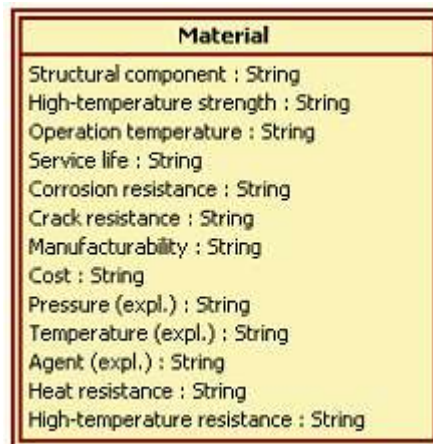 Material
Structural component : String
High-temperature strength : String
Operation temperature : String
Service life : String
Corrosion resistance : String
Crack resistance : String
Manufacturability : String
Cost : String
Pressure (expl.) : String
Temperature (expl.) : String
Agent (expl.) : String
Heat resistance : String
High-temperature resistance : String